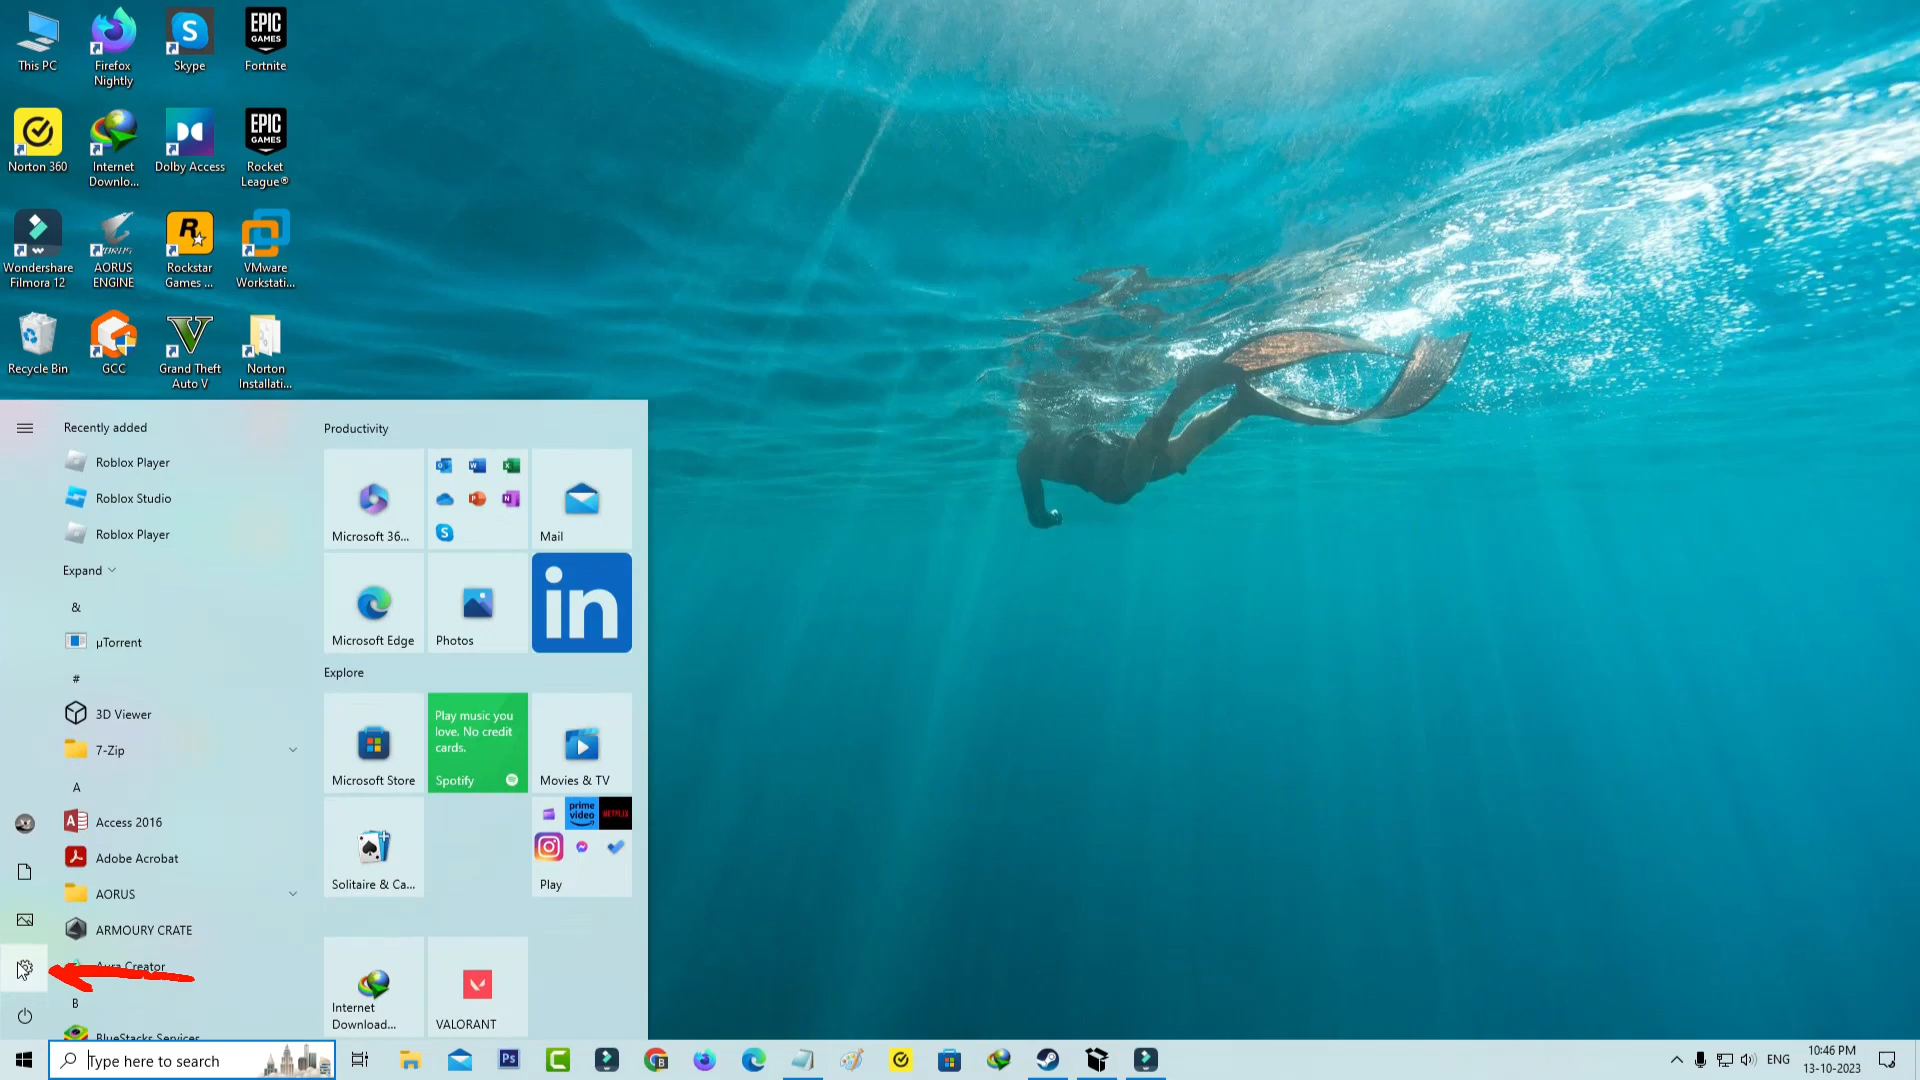 This PC
Firefox
Nightly
Skype
EPIC
GAMES
Fortnite
Norton 360
Internet
Downlo...
Dolby Access
EPIC
GAMES
Rocket
League®
Wondershare
Filmora 12
AORUS
ENGINE
Rockstar
Games ...
VMware
Workstati...
Recycle Bin
GCC
Grand Theft
Auto V
Norton
Installati...
Recently added
Roblox Player
Roblox Studio
Roblox Player
Expand
&
µTorrent
#
3D Viewer
7-Zip
A
Access 2016
Adobe Acrobat
AORUS
ARMOURY CRATE
Aura Creator
B
BlueStacks Services
Productivity
Microsoft 36...
Mail
Microsoft Edge
Photos
in
Explore
Microsoft Store
Play music you
love. No credit
cards.
Spotify
Movies & TV
Solitaire & Ca...
prime
video
NETFLIX
Play
Internet
Download...
VALORANT
Type here to search
Ps
ENG
10:46 PM
13-10-2023